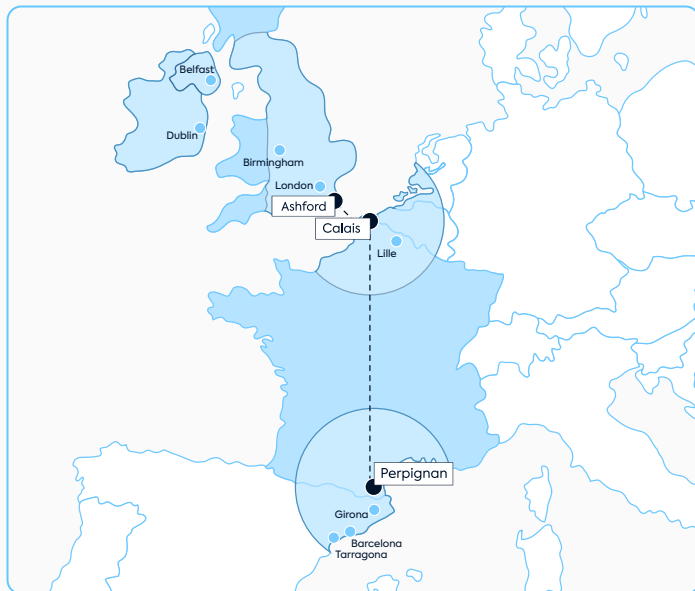 Belfast
Dublin
Birmingham
London
Ashford
Calais
Lille
Perpignan
Girona
Barcelona
Tarragona